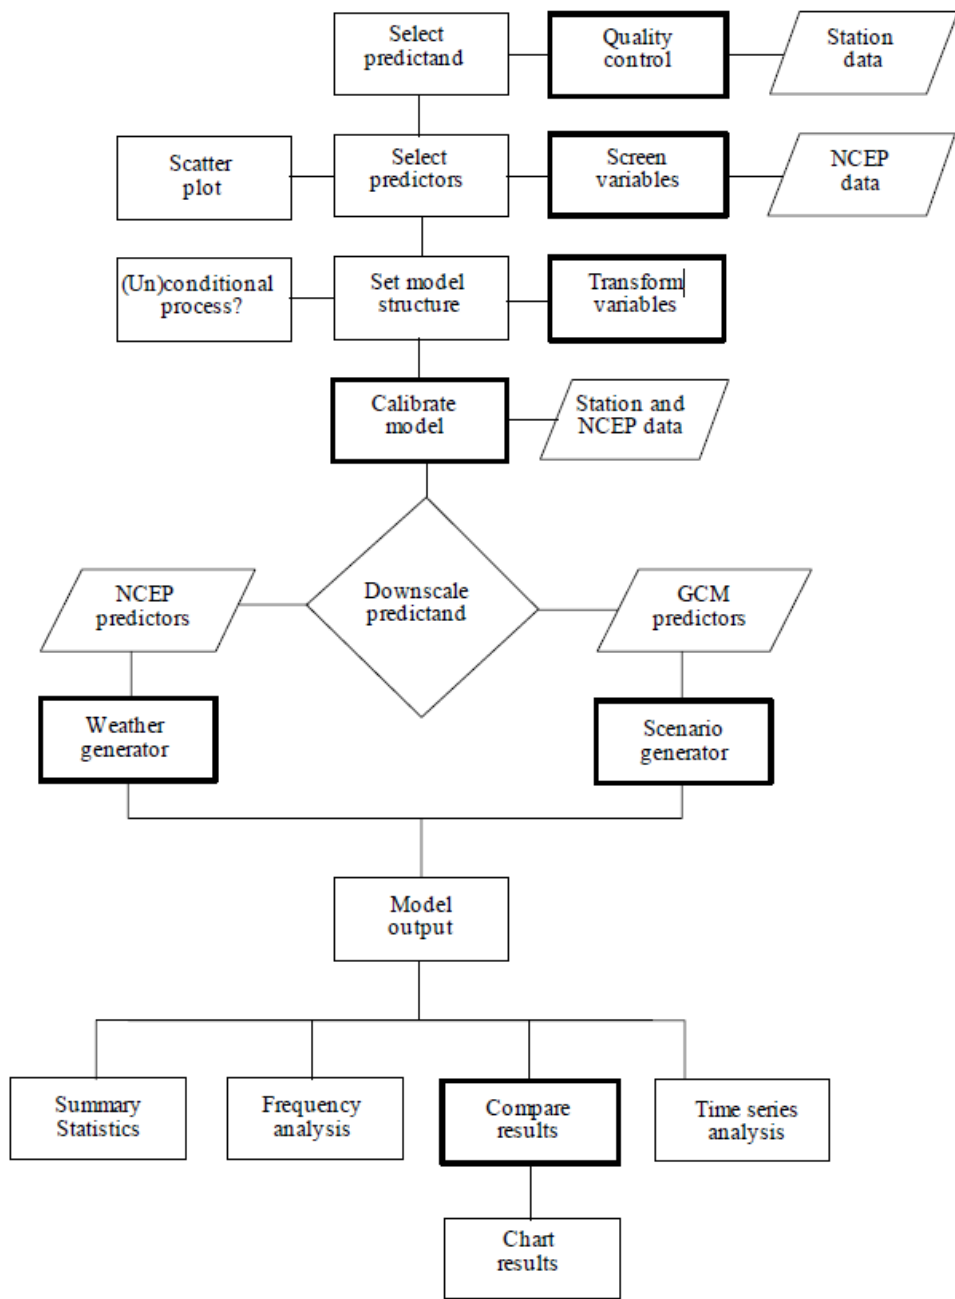 Select
predictand
Quality
control
Station
data
Scatter
plot
Select
predictors
Screen
variables
NCEP
data
(Un)conditional
process?
Set model
structure
Transform
variables
Calibrate
model
Station and
NCEP data
NCEP
predictors
Downscale
predictand
GCM
predictors
Weather
generator
Scenario
generator
Model
output
Summary
Statistics
Frequency
analysis
Compare
results
Time series
analysis
Chart
results